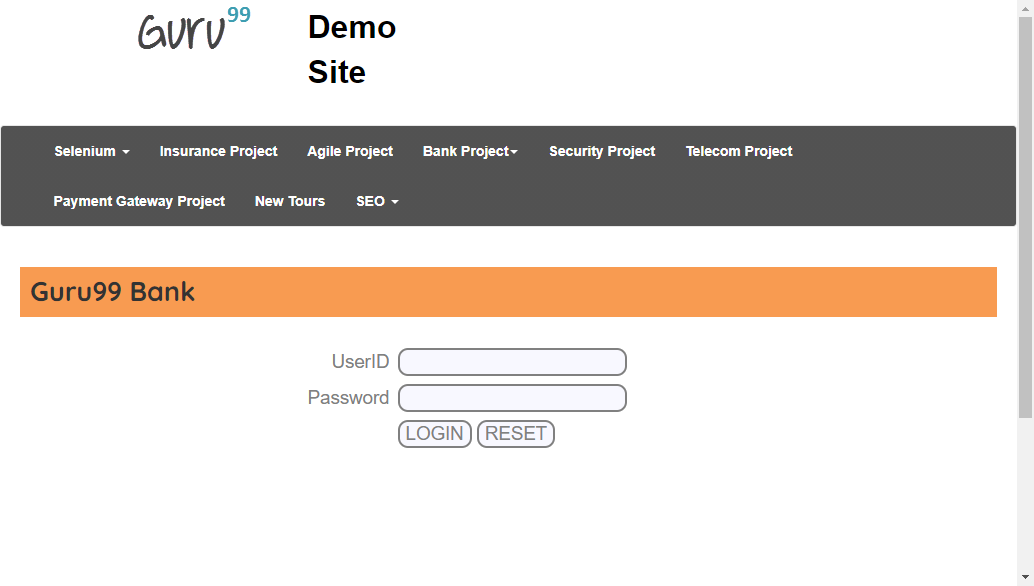 Guru99
Demo
Site
Selenium Insurance Project Agile Project Bank Project Security Project Telecom Project
Payment Gateway Project New Tours SEO
Guru99 Bank
UserID
Password
LOGIN RESET